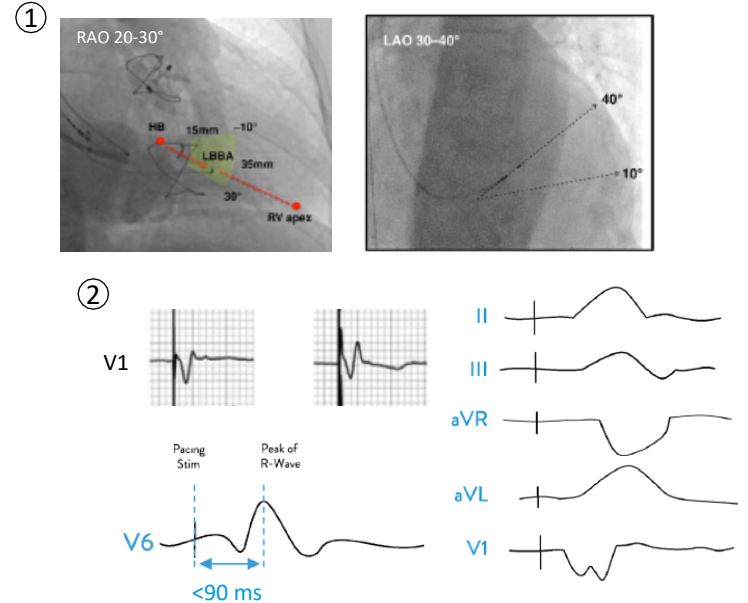 ①
RAO 20-30°
HB
15mm
–10°
LBBA
35mm
30°
RV apex
LAO 30–40°
40°
10°
②
V1
Pacing
Stim
Peak of
R-Wave
V6
<90 ms
II
III
aVR
aVL
V1